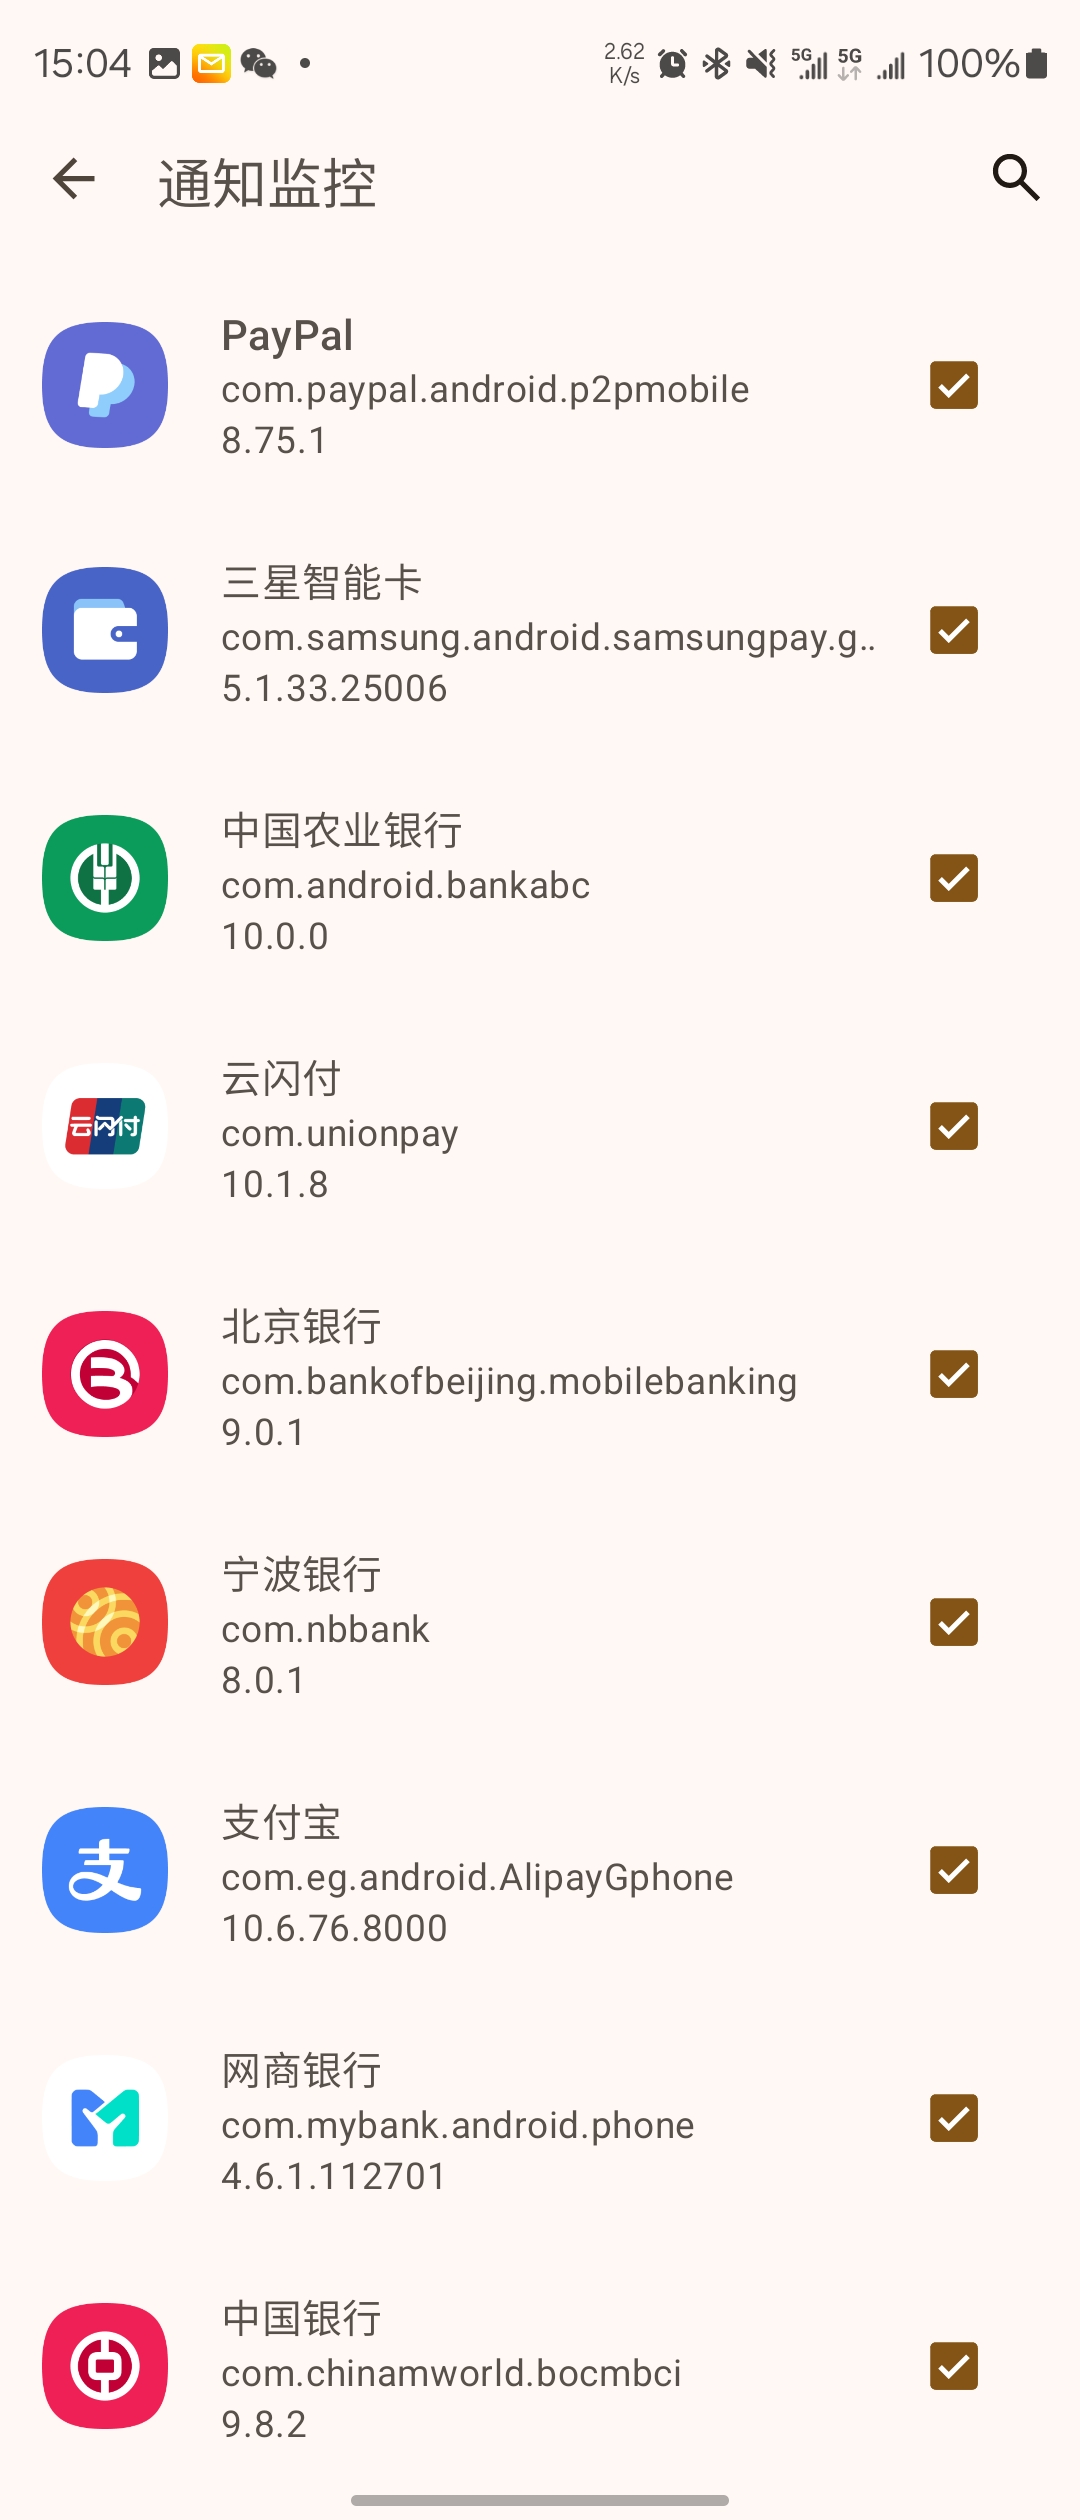 15:04
2.62
K/s
5G
5G
100%
通知监控
PayPal
com.paypal.android.p2pmobile
8.75.1
三星智能卡
com.samsung.android.samsungpay.g..
5.1.33.25006
中国农业银行
com.android.bankabc
10.0.0
云闪付
云闪付
com.unionpay
10.1.8
北京银行
com.bankofbeijing.mobilebanking
9.0.1
宁波银行
com.nbbank
8.0.1
支
支付宝
com.eg.android.AlipayGphone
10.6.76.8000
网商银行
com.mybank.android.phone
4.6.1.112701
中国银行
com.chinamworld.bocmbci
9.8.2